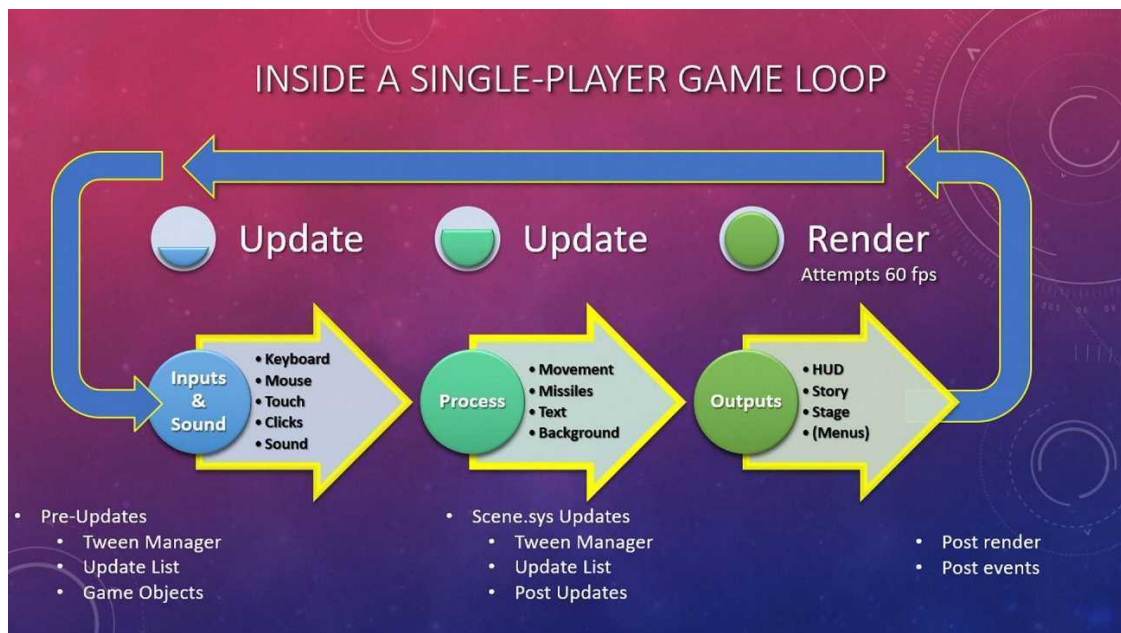 INSIDE A SINGLE-PLAYER GAME LOOP
Update
Update
Render
Attempts 60 fps
Inputs
&
Sound
• Keyboard
• Mouse
• Touch
• Clicks
• Sound
Process
• Movement
• Missiles
• Text
• Background
Outputs
• HUD
• Story
• Stage
• (Menus)
• Pre-Updates
• Tween Manager
• Update List
• Game Objects
• Scene.sys Updates
• Tween Manager
• Update List
• Post Updates
• Post render
• Post events